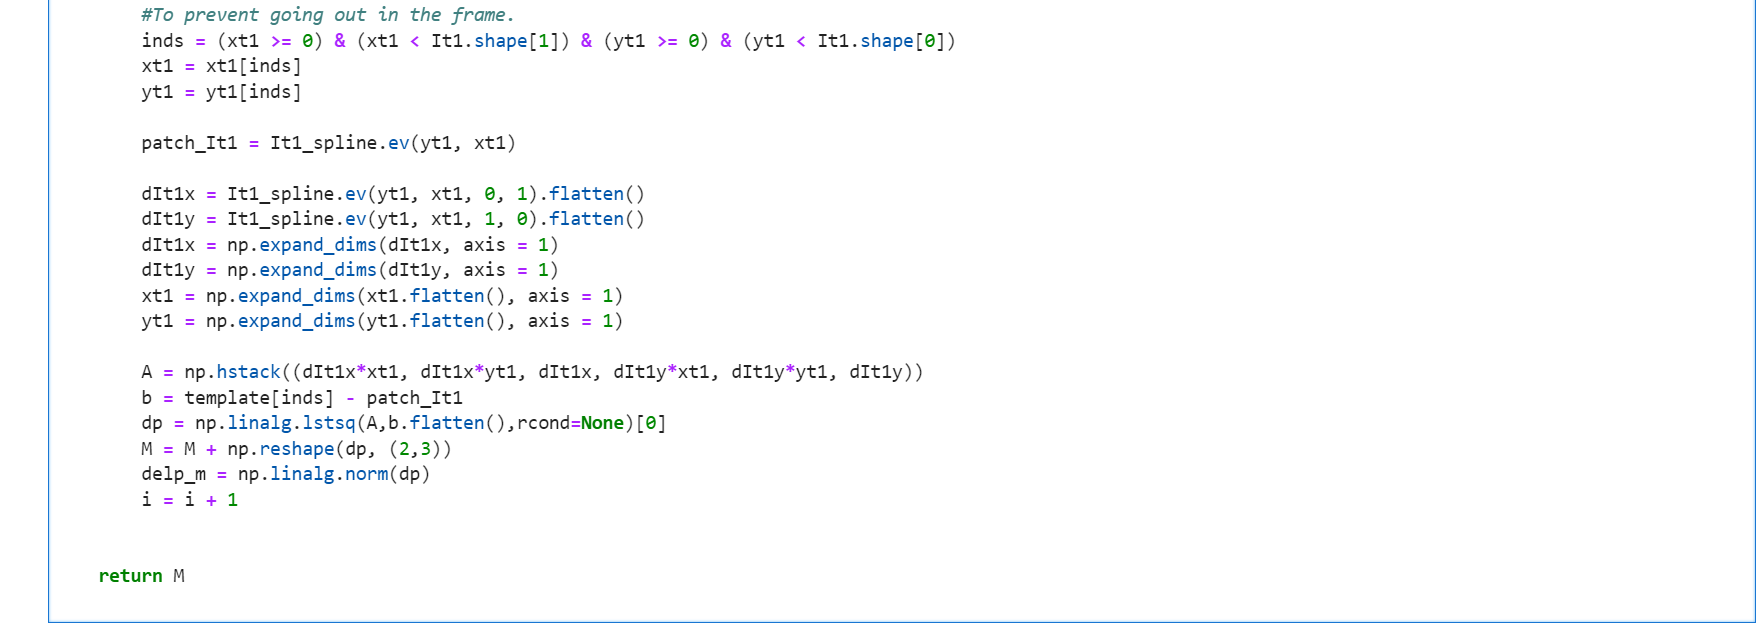 #To prevent going out in the frame.
inds = (xt1 >= 0) & (xt1 < It1.shape[1]) & (yt1 >= 0) & (yt1 < It1.shape[0])
xt1 = xt1[inds]
yt1 = yt1[inds]
patch_It1 = It1_spline.ev(yt1, xt1)
dIt1x = It1_spline.ev(yt1, xt1, 0, 1).flatten()
dIt1y = It1_spline.ev(yt1, xt1, 1, 0).flatten()
dIt1x = np.expand_dims(dIt1x, axis = 1)
dIt1y = np.expand_dims(dIt1y, axis = 1)
xt1 = np.expand_dims(xt1.flatten(), axis = 1)
yt1 = np.expand_dims(yt1.flatten(), axis = 1)
A = np.hstack((dIt1x*xt1, dIt1x*yt1, dIt1x, dIt1y*xt1, dIt1y*yt1, dIt1y))
b = template[inds] - patch_It1
dp = np.linalg.lstsq(A,b.flatten(),rcond=None)[0]
M = M + np.reshape(dp, (2,3))
delp_m = np.linalg.norm(dp)
i = i + 1
return M